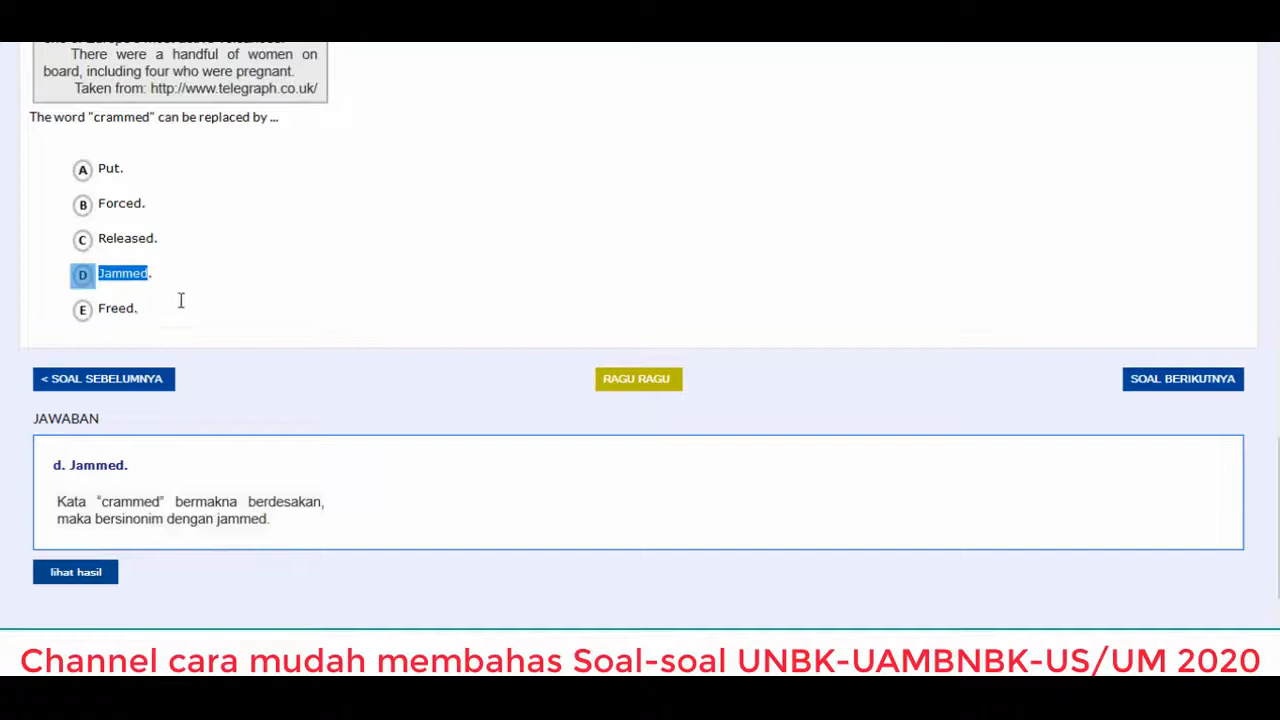 There were a handful of women on
board, including four who were pregnant.
Taken from: http://www.telegraph.co.uk/
The word "crammed" can be replaced by ...
A Put.
B Forced.
C Released.
D Jammed.
E Freed.
< SOAL SEBELUMNYA
RAGU RAGU
SOAL BERIKUTNYA
JAWABAN
d. Jammed.
Kata “crammed” bermakna berdesakan,
maka bersinonim dengan jammed.
lihat hasil
Channel cara mudah membahas Soal-soal UNBK-UAMBNBK-US/UM 2020